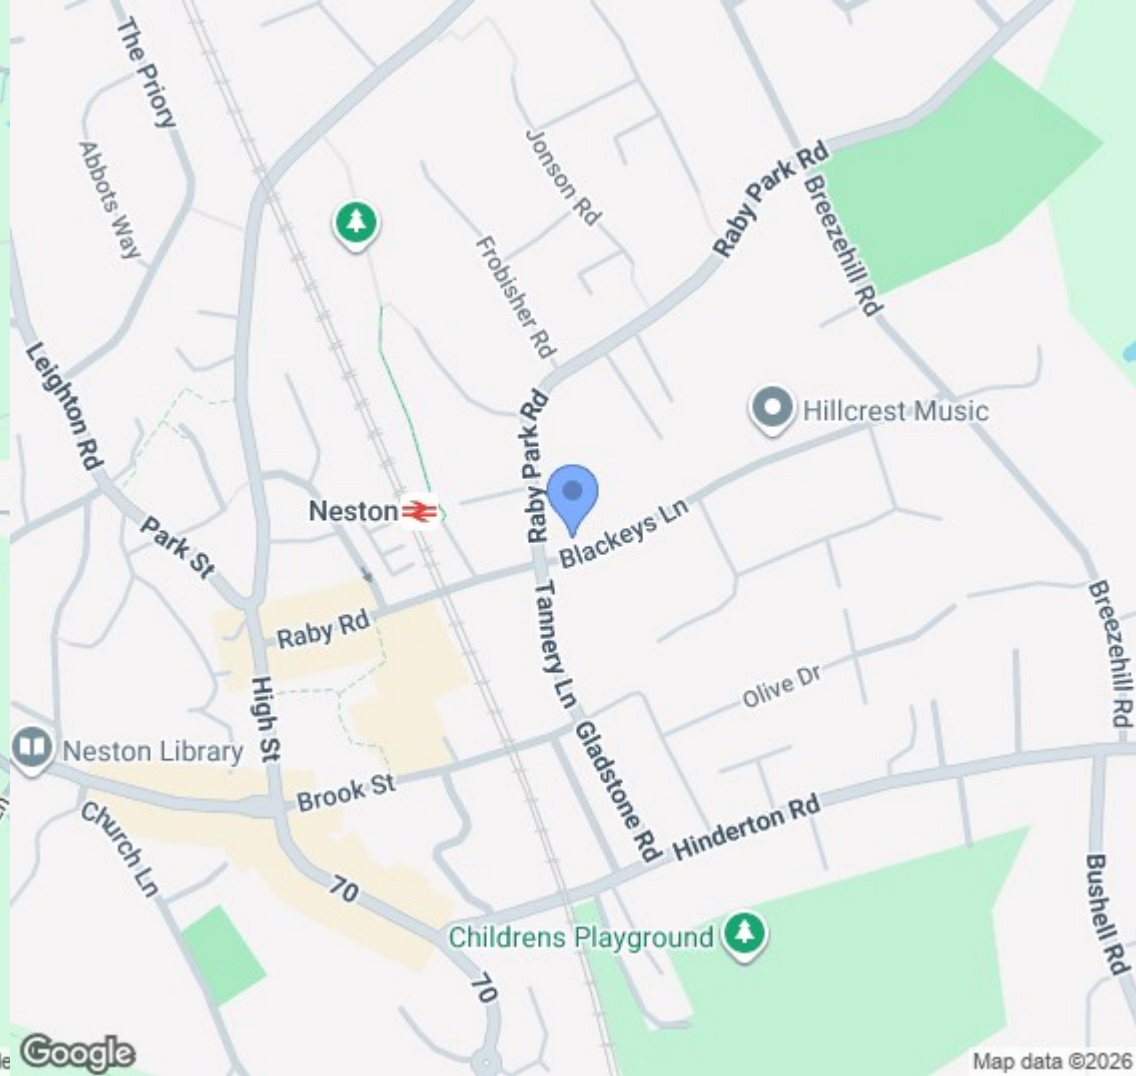 The Priory
Abbots Way
Jonson Rd
Raby Park Rd
Breezehill Rd
Frobisher Rd
Leighton Rd
Raby Park Rd
Hillcrest Music
Neston
Blackeys Ln
Park St
Raby Rd
Tannery Ln
Breezehill Rd
Olive Dr
High St
Neston Library
Gladstone Rd
Brook St
Hinderton Rd
Church Ln
70
Bushell Rd
Childrens Playground
70
Google
Map data ©2026